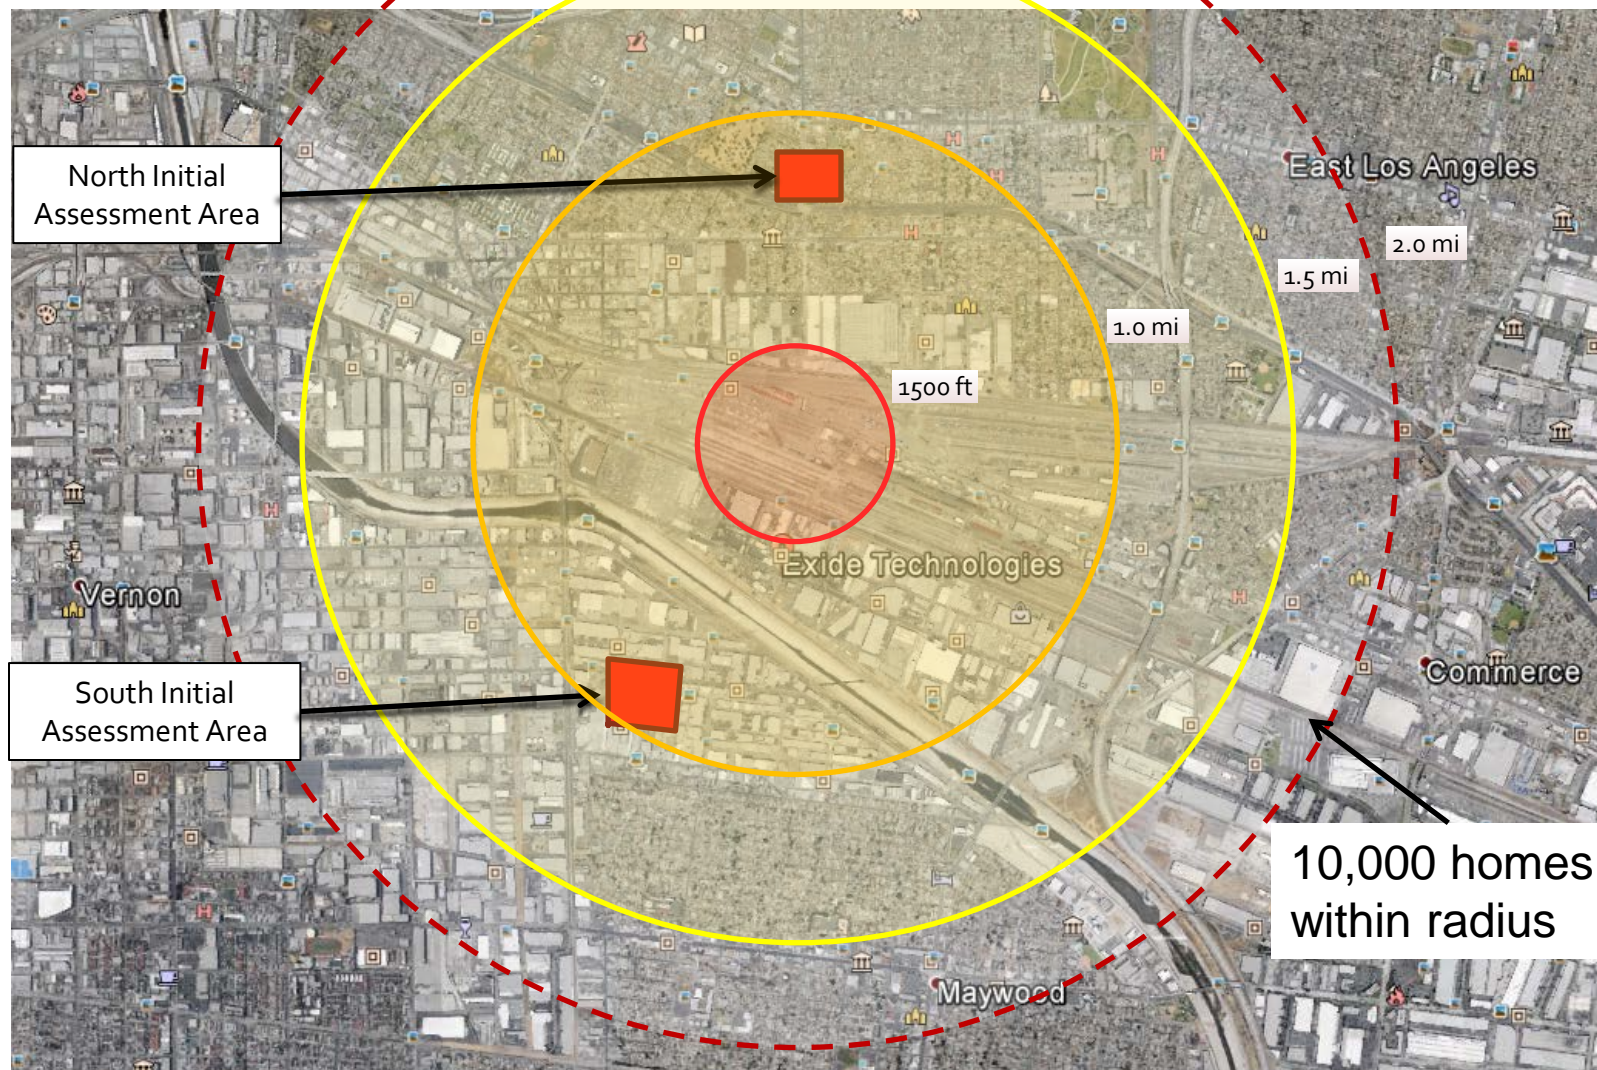 North Initial
Assessment Area
East Los Angeles
2.0 mi
1.5 mi
1.0 mi
1500 ft
Exide Technologies
Vernon
South Initial
Assessment Area
Commerce
10,000 homes
within radius
Maywood